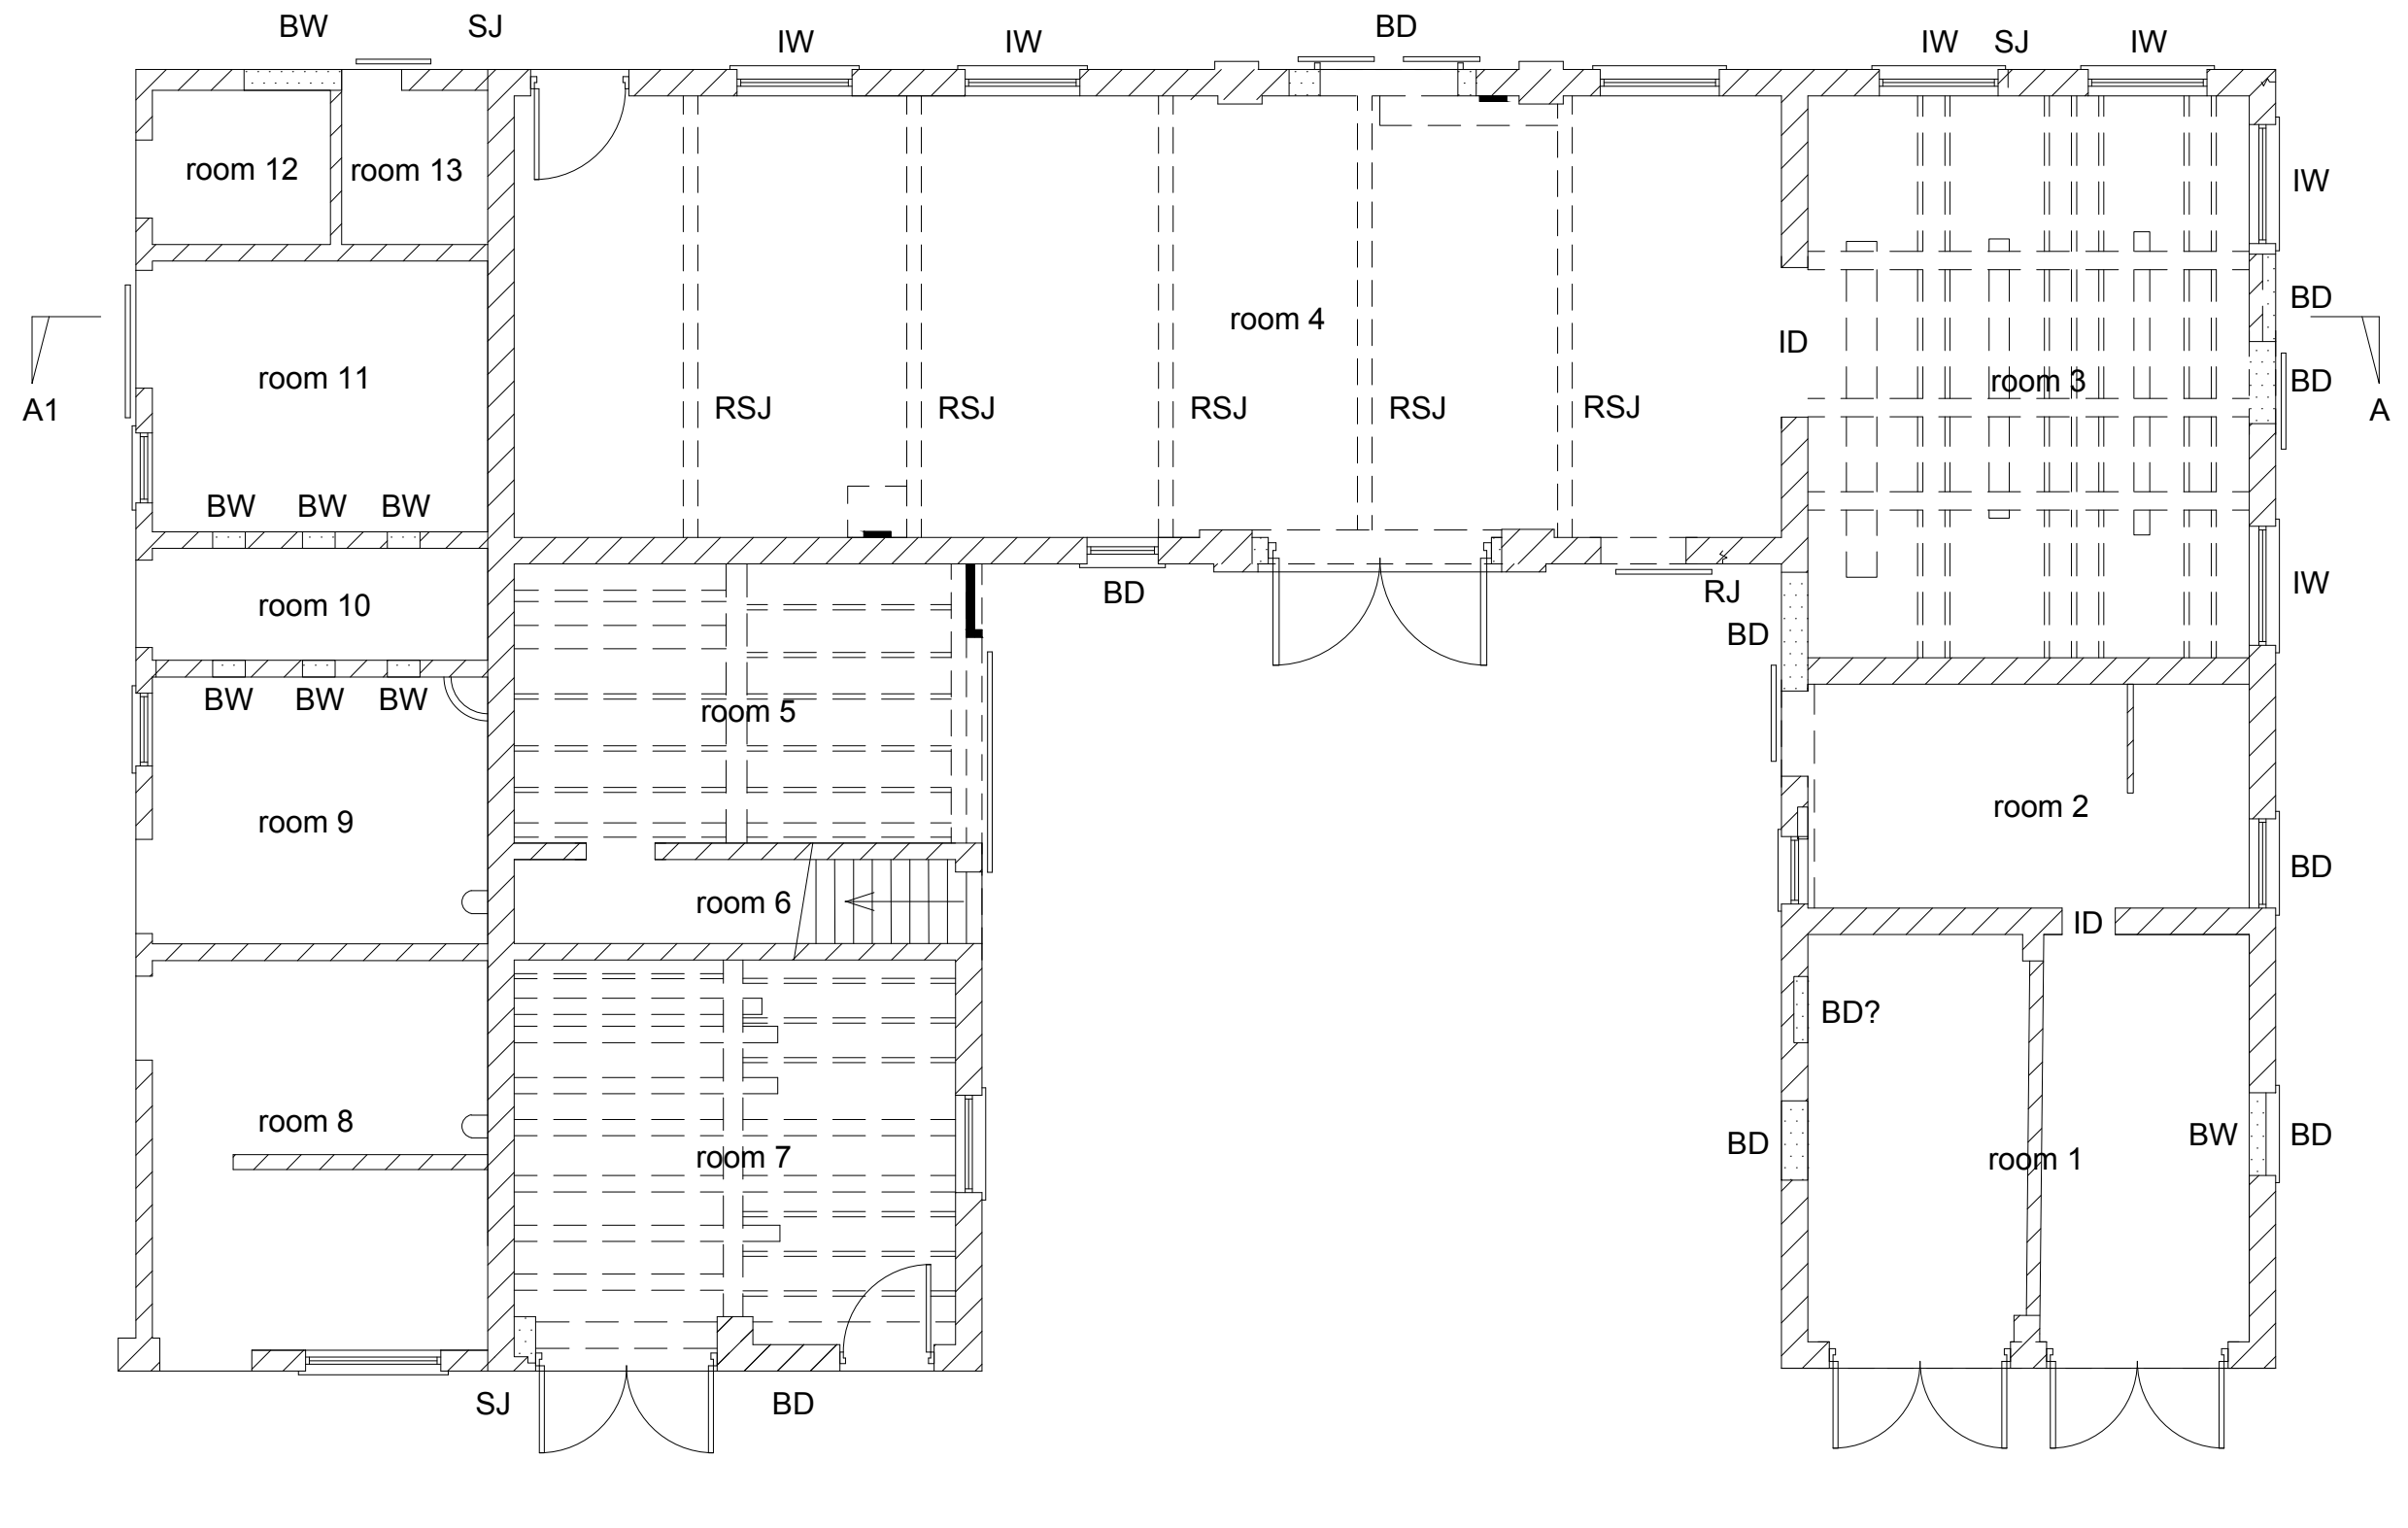 BW SJ BD
IW IW IW SJ IW
room 12 room 13 IW
BD
room 4
ID
A1 room 11 room 3 BD A
RSJ RSJ RSJ RSJ RSJ
BW BW BW
IW
BD RJ
room 10
BD
BW BW BW
room 5
room 2
room 9
BD
room 6 ID
BD?
room 8 BD BW BD
room 7 room 1
SJ BD